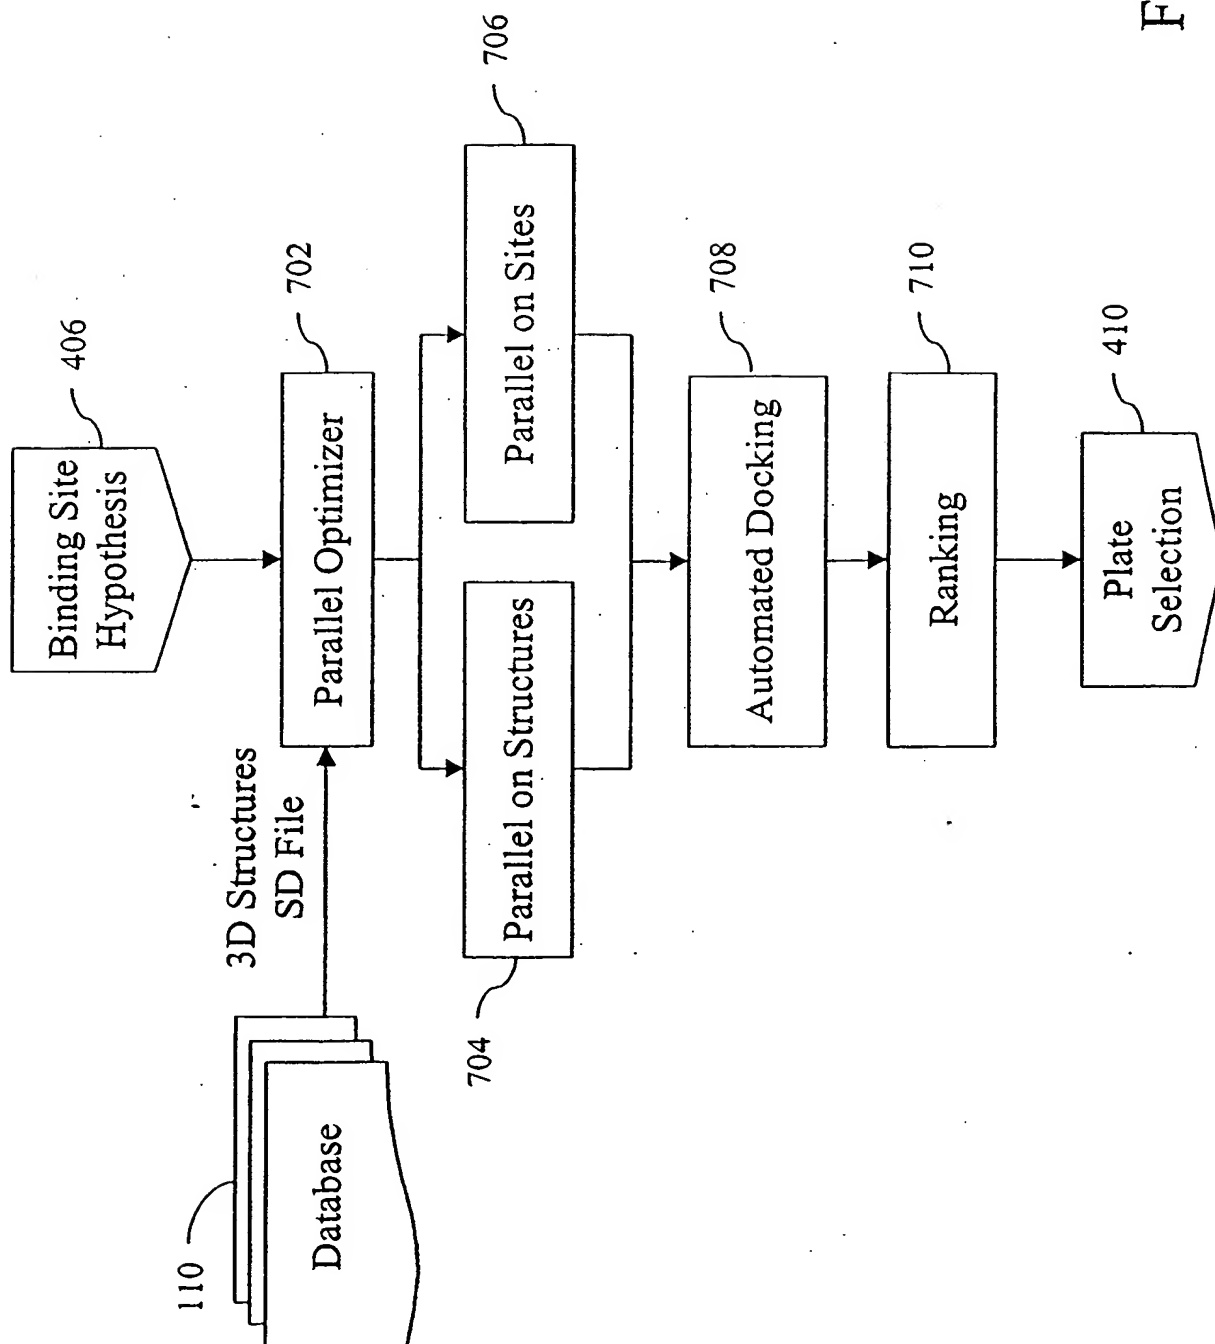 Binding Site
Hypothesis
406
3D Structures
SD File
110
Database
Parallel Optimizer
702
Parallel on Structures
704
Parallel on Sites
706
Automated Docking
708
Ranking
710
Plate
Selection
410
F